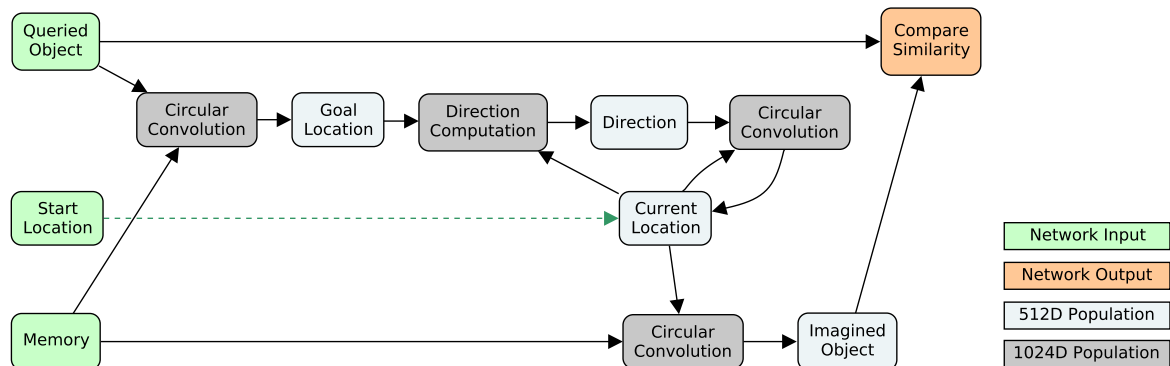 Queried
Object
Compare
Similarity
Circular
Convolution
Goal
Location
Direction
Computation
Direction
Circular
Convolution
Start
Location
Current
Location
Memory
Circular
Convolution
Imagined
Object
Network Input
Network Output
512D Population
1024D Population